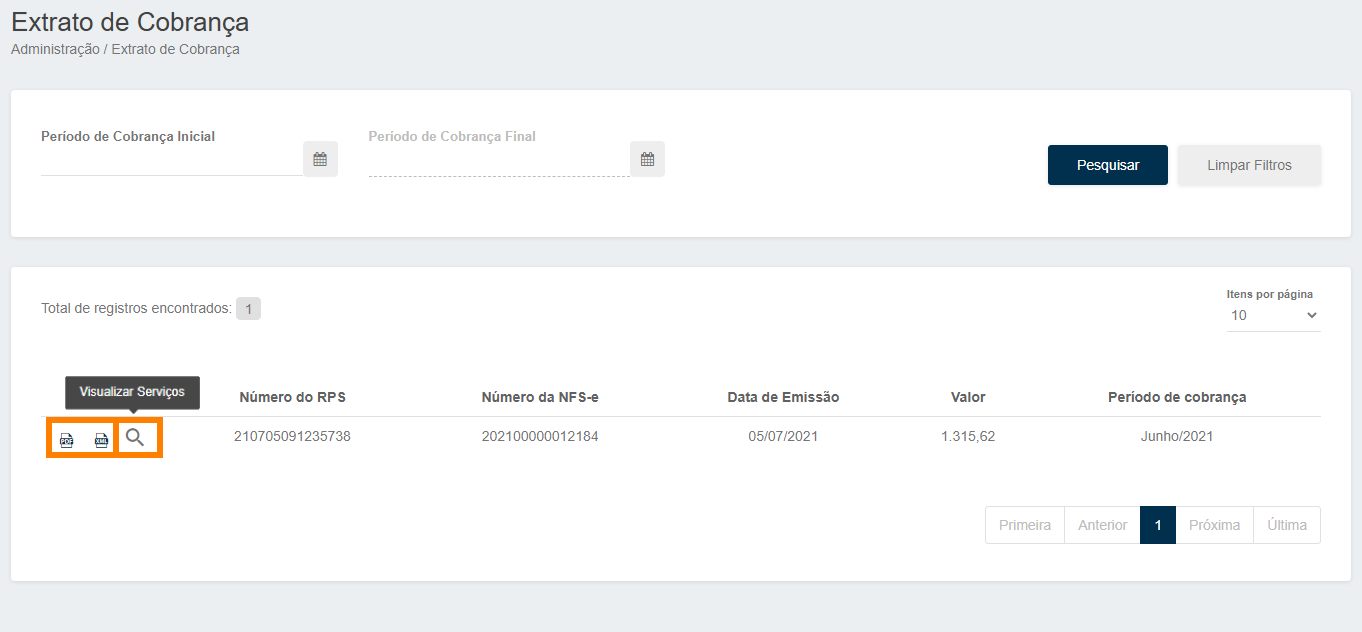 Extrato de Cobrança
Administração / Extrato de Cobrança
Período de Cobrança Inicial
Período de Cobrança Final
Pesquisar
Limpar Filtros
Total de registros encontrados: 1
Itens por página
10
Visualizar Serviços
Número do RPS Número da NFS-e Data de Emissão Valor Período de cobrança
PDF XML 210705091235738 202100000012184 05/07/2021 1.315,62 Junho/2021
Primeira Anterior 1 Próxima Última